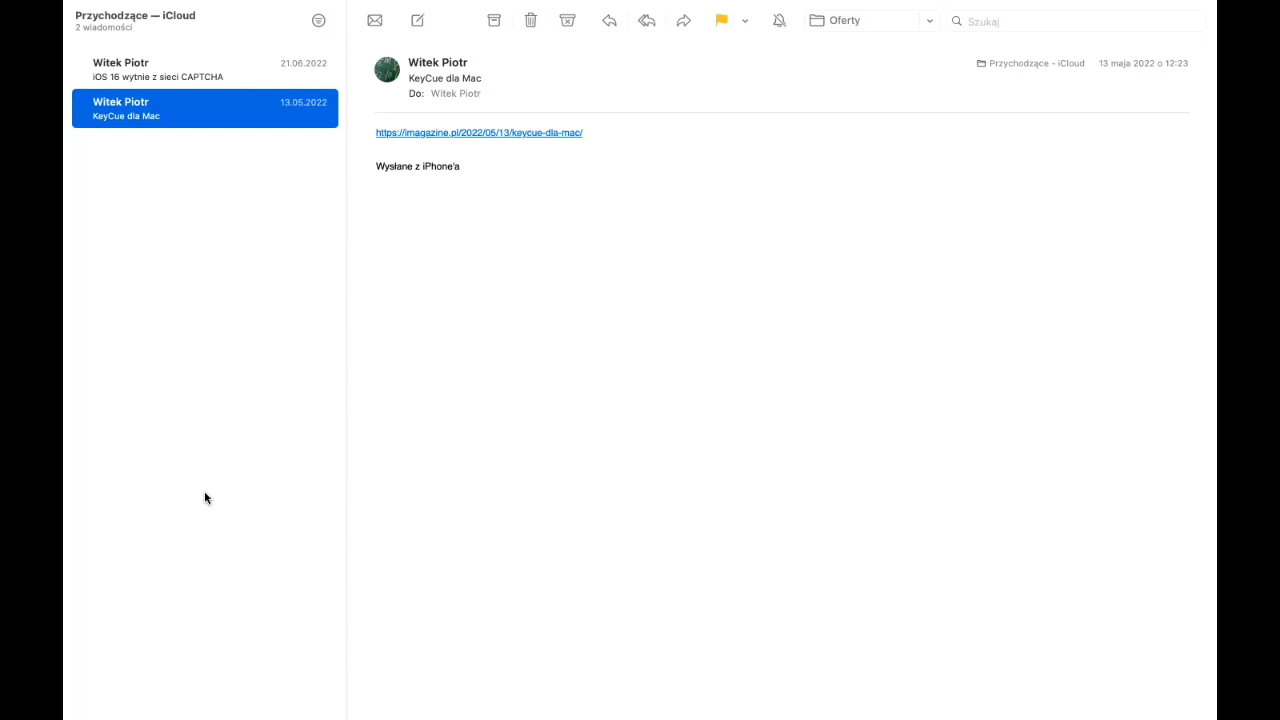 Przychodzące — iCloud
2 wiadomości
Witek Piotr 21.06.2022
iOS 16 wytnie z sieci CAPTCHA
Witek Piotr 13.05.2022
KeyCue dla Mac
Oferty
Szukaj
Witek Piotr
Przychodzące - iCloud 13 maja 2022 o 12:23
KeyCue dla Mac
Do: Witek Piotr
https://imagazine.pl/2022/05/13/keycue-dla-mac/
Wysłane z iPhone'a